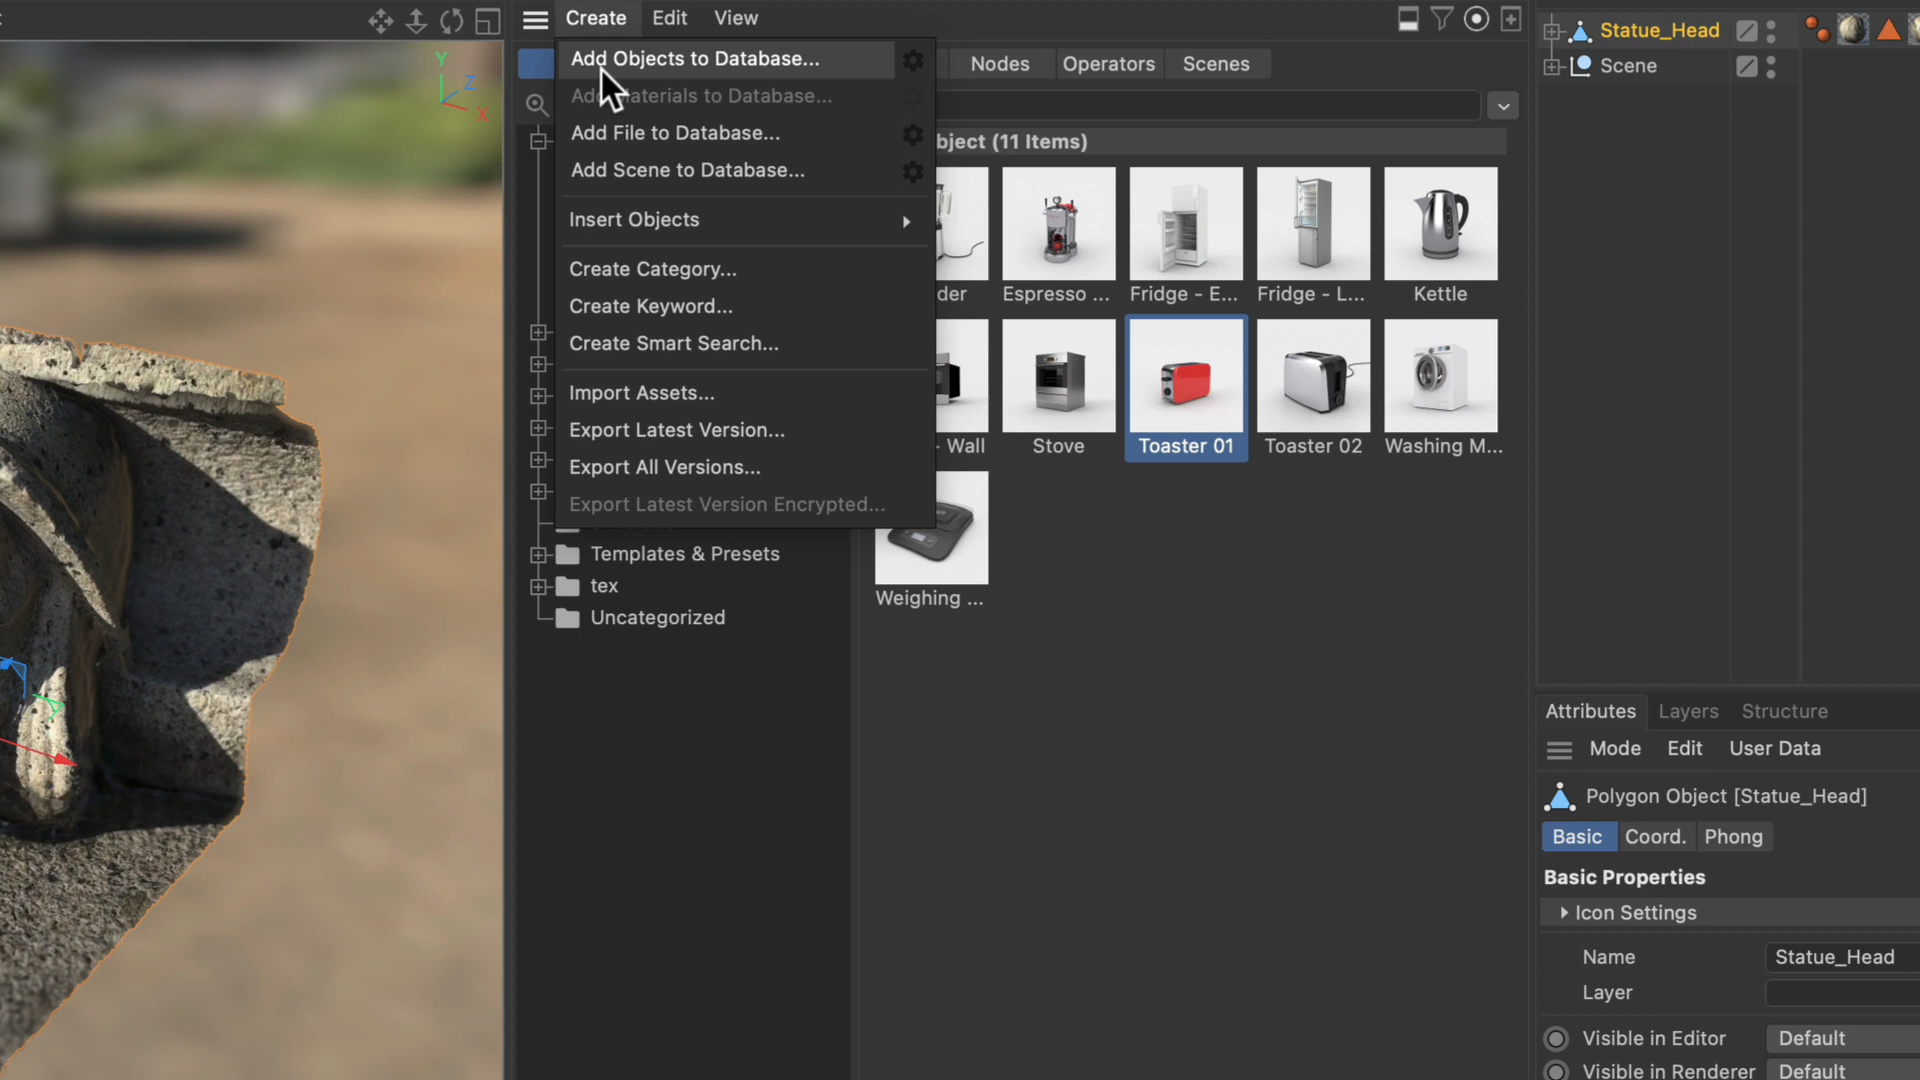 Create Edit View
Add Objects to Database...
Add Materials to Database...
Add File to Database...
Add Scene to Database...
Insert Objects
Create Category...
Create Keyword...
Create Smart Search...
Import Assets...
Export Latest Version...
Export All Versions...
Export Latest Version Encrypted...
Templates & Presets
tex
Uncategorized
Nodes Operators Scenes
bject (11 Items)
der Espresso ... Fridge - E... Fridge - L... Kettle
- Wall Stove Toaster 01 Toaster 02 Washing M...
Weighing ...
Y
Z
X
Statue_Head
Scene
Attributes Layers Structure
Mode Edit User Data
Polygon Object [Statue_Head]
Basic Coord. Phong
Basic Properties
Icon Settings
Name Statue_Head
Layer
Visible in Editor Default
Visible in Renderer Default